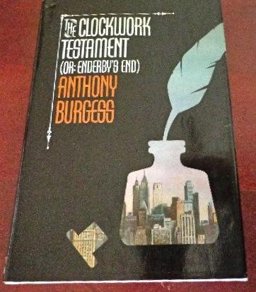 THE CLOCKWORK
TESTAMENT
(OR: ENDERBY'S END)
ANTHONY
BURGESS